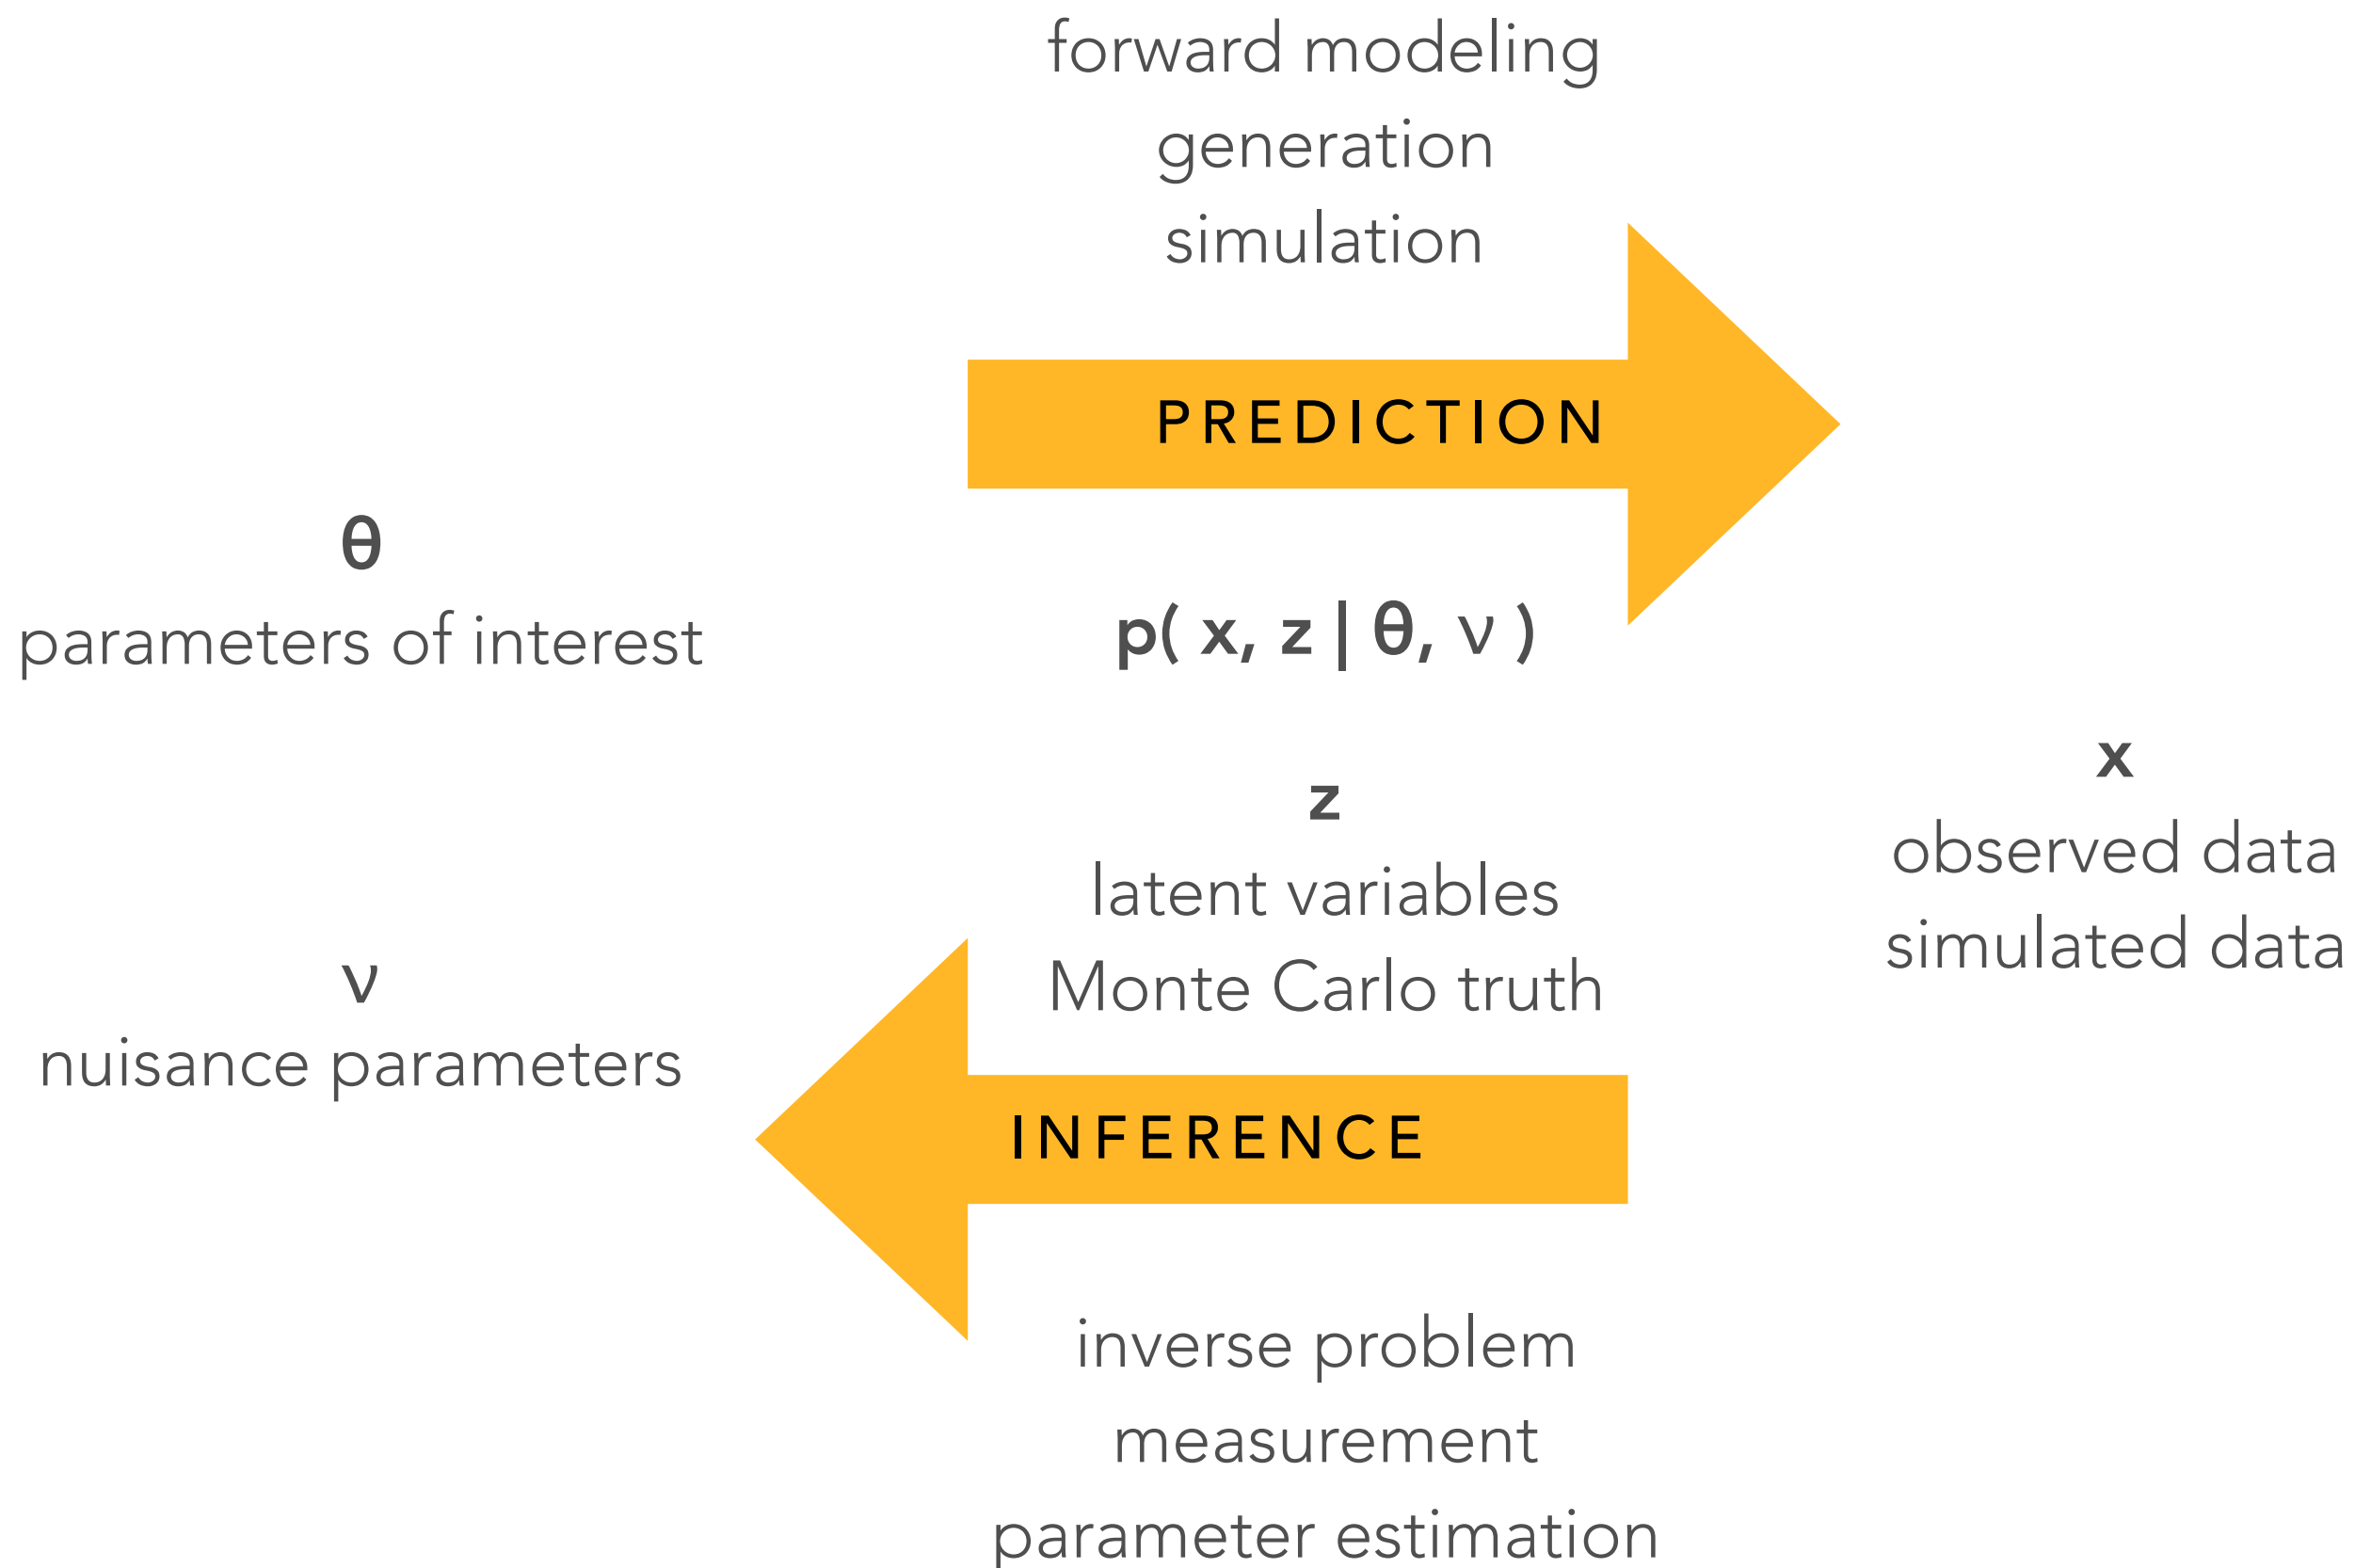 forward modeling
generation
simulation
PREDICTION
θ
parameters of interest
p( x, z | θ, ν )
x
observed data
simulated data
z
latent variables
Monte Carlo truth
ν
nuisance parameters
INFERENCE
inverse problem
measurement
parameter estimation